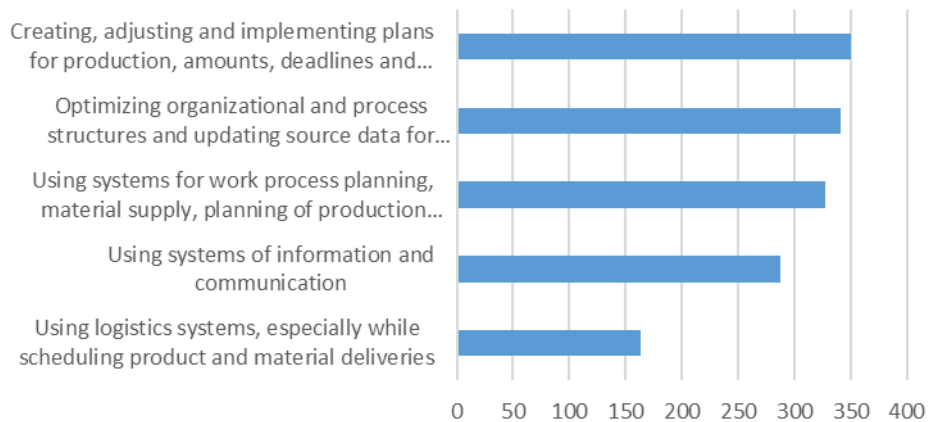 Creating, adjusting and implementing plans
for production, amounts, deadlines and...
Optimizing organizational and process
structures and updating source data for...
Using systems for work process planning,
material supply, planning of production...
Using systems of information and
communication
Using logistics systems, especially while
scheduling product and material deliveries
0 50 100 150 200 250 300 350 400